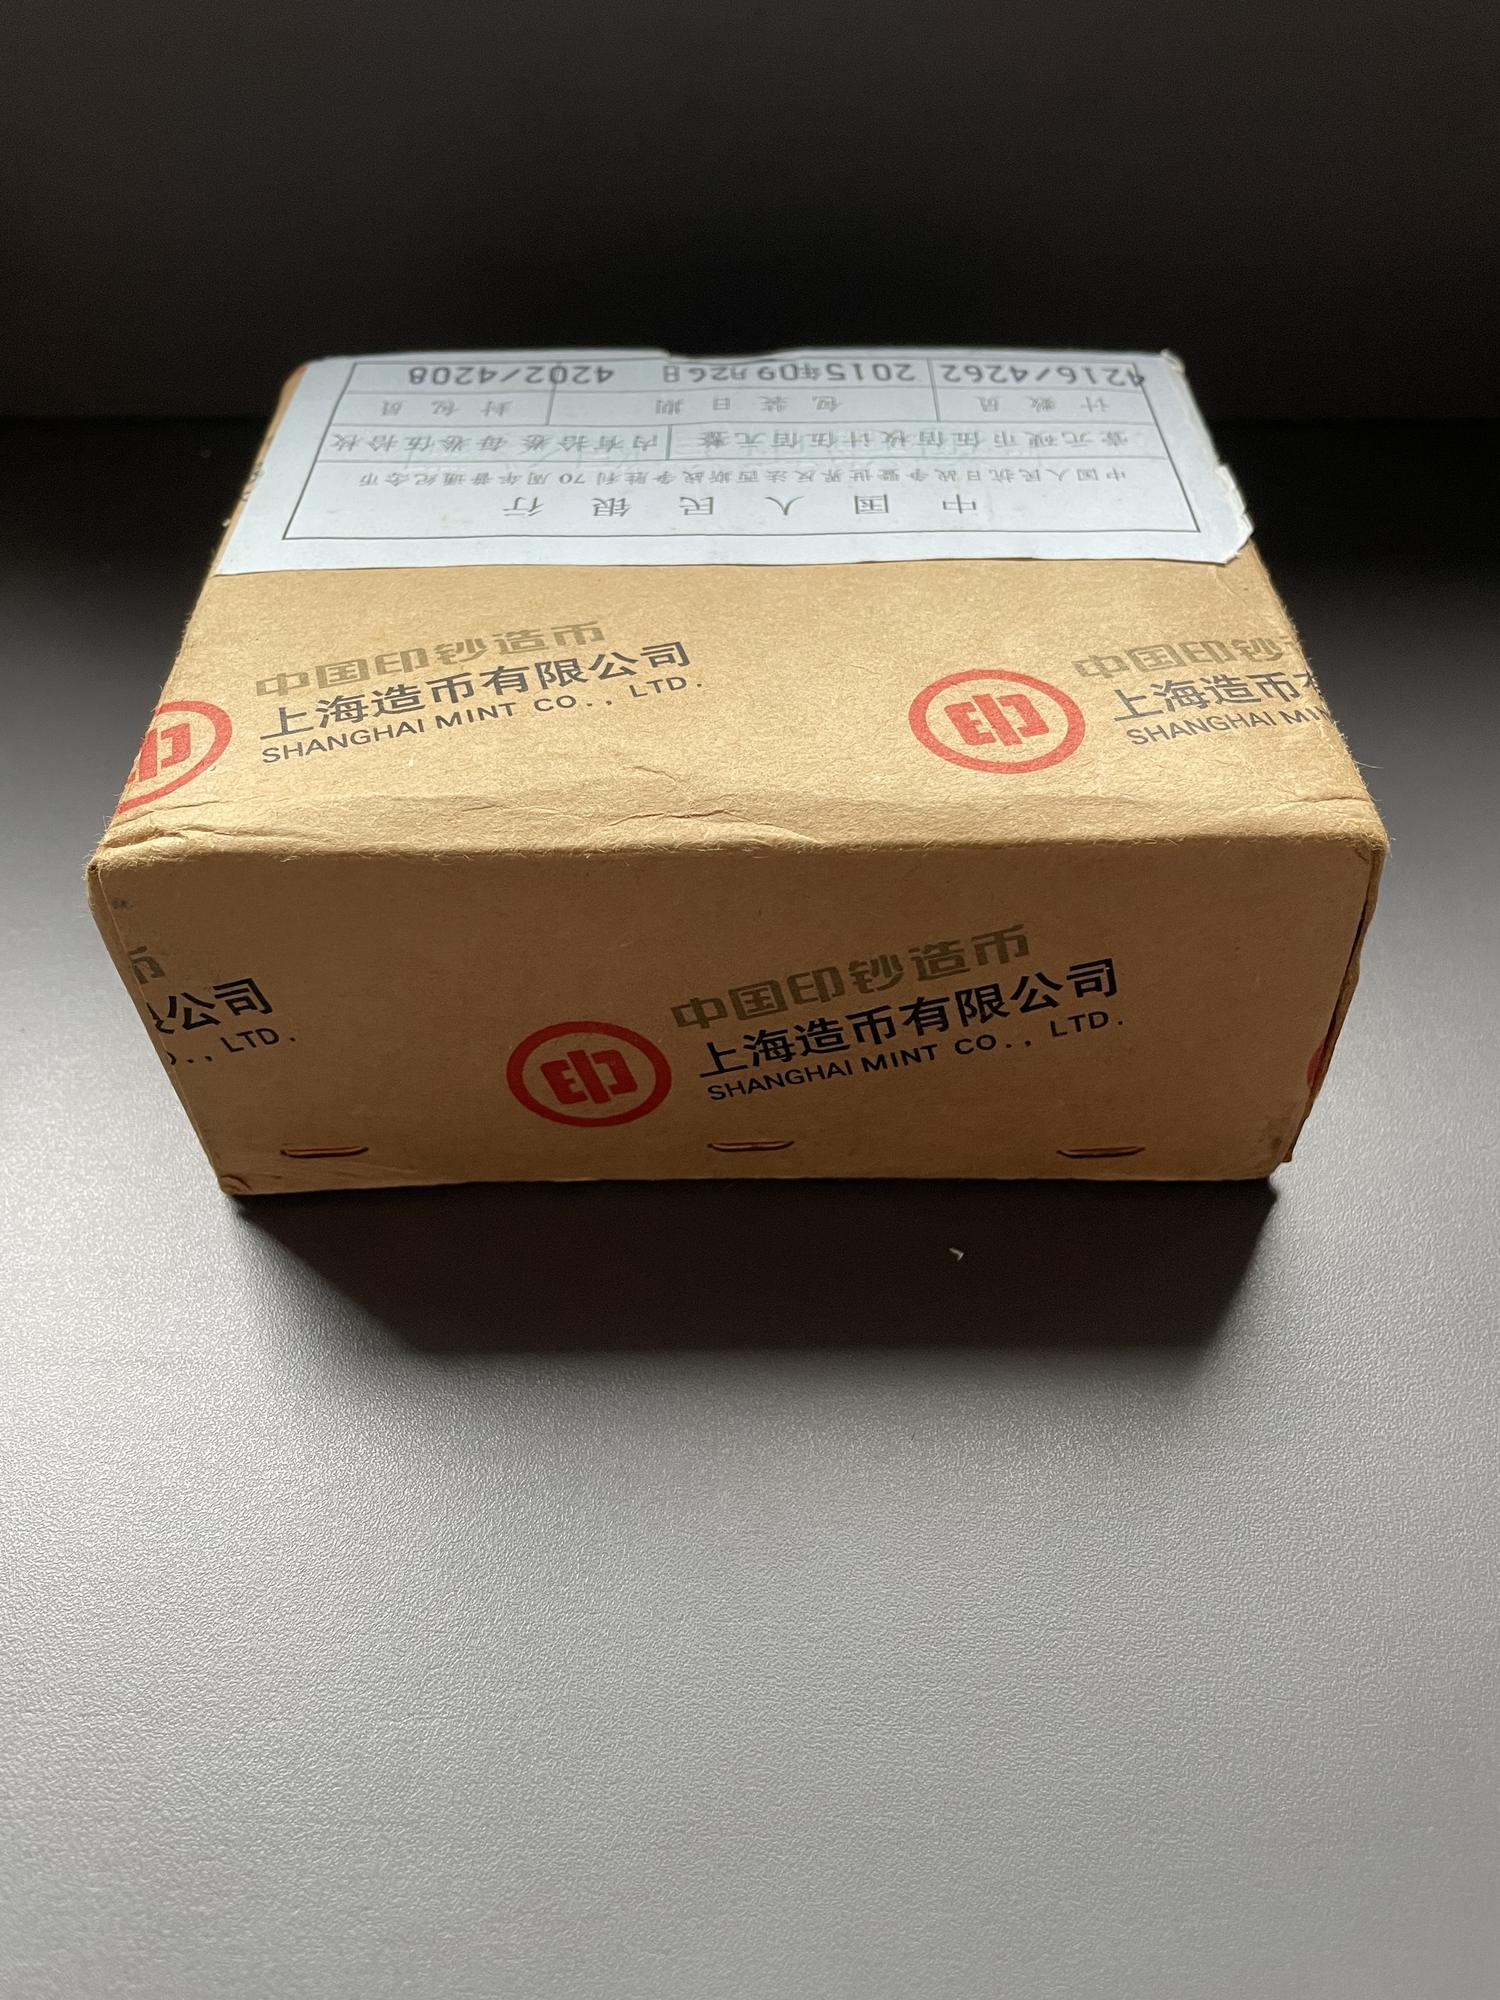 中国人民银行
中国人民抗日战争暨世界反法西斯战争胜利70周年普通纪念币
壹元硬币伍佰枚计伍佰元整 内有拾卷每卷伍拾枚
计数员 包装日期 封包员
4216/4262 2015年09月26日 4202/4208
中国印钞造币
上海造币有限公司
SHANGHAI MINT CO., LTD.
中国印钞
上海造币有
SHANGHAI MIN
币
公司
., LTD.
中国印钞造币
上海造币有限公司
SHANGHAI MINT CO., LTD.